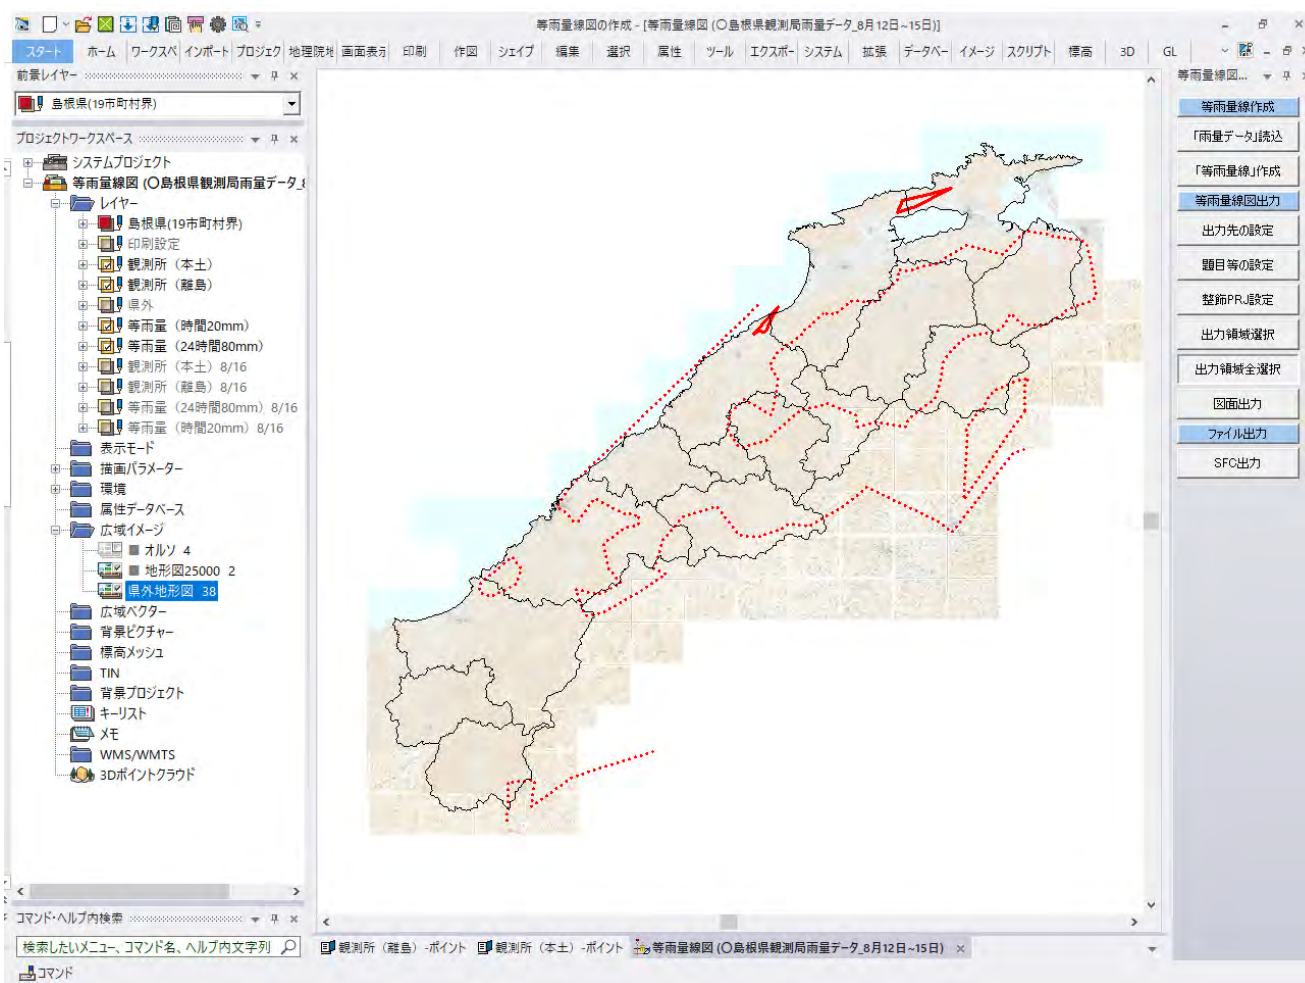 等雨量線図の作成 - [等雨量線図 (〇島根県観測局雨量データ_8月12日~15日)]
スタート ホーム ワークスペ インポート プロジェク 地理院地 画面表示 印刷 作図 シェイプ 編集 選択 属性 ツール エクスポー システム 拡張 データベー イメージ スクリプト 標高 3D GL
前景レイヤー
島根県(19市町村界)
プロジェクトワークスペース
システムプロジェクト
等雨量線図 (〇島根県観測局雨量データ_8
レイヤー
島根県(19市町村界)
印刷設定
観測所（本土）
観測所（離島）
県外
等雨量（時間20mm）
等雨量（24時間80mm）
観測所（本土）8/16
観測所（離島）8/16
等雨量（24時間80mm）8/16
等雨量（時間20mm）8/16
表示モード
描画パラメーター
環境
属性データベース
広域イメージ
オルソ 4
地形図25000 2
県外地形図 38
広域ベクター
背景ピクチャー
標高メッシュ
TIN
背景プロジェクト
キーリスト
メモ
WMS/WMTS
3Dポイントクラウド
コマンド・ヘルプ内検索
検索したいメニュー、コマンド名、ヘルプ内文字列
コマンド
観測所（離島）-ポイント 観測所（本土）-ポイント 等雨量線図 (〇島根県観測局雨量データ_8月12日~15日)
等雨量線図...
等雨量線作成
「雨量データ」読込
「等雨量線」作成
等雨量線図出力
出力先の設定
題目等の設定
整飾PRJ設定
出力領域選択
出力領域全選択
図面出力
ファイル出力
SFC出力